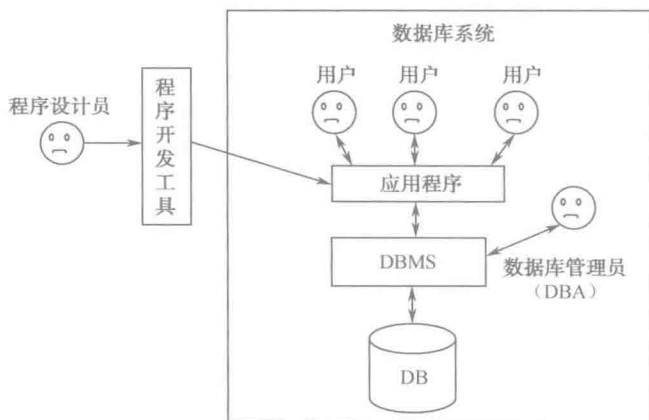 数据库系统
用户
用户
用户
程序设计员
程序开发工具
应用程序
DBMS
数据库管理员
（DBA）
DB